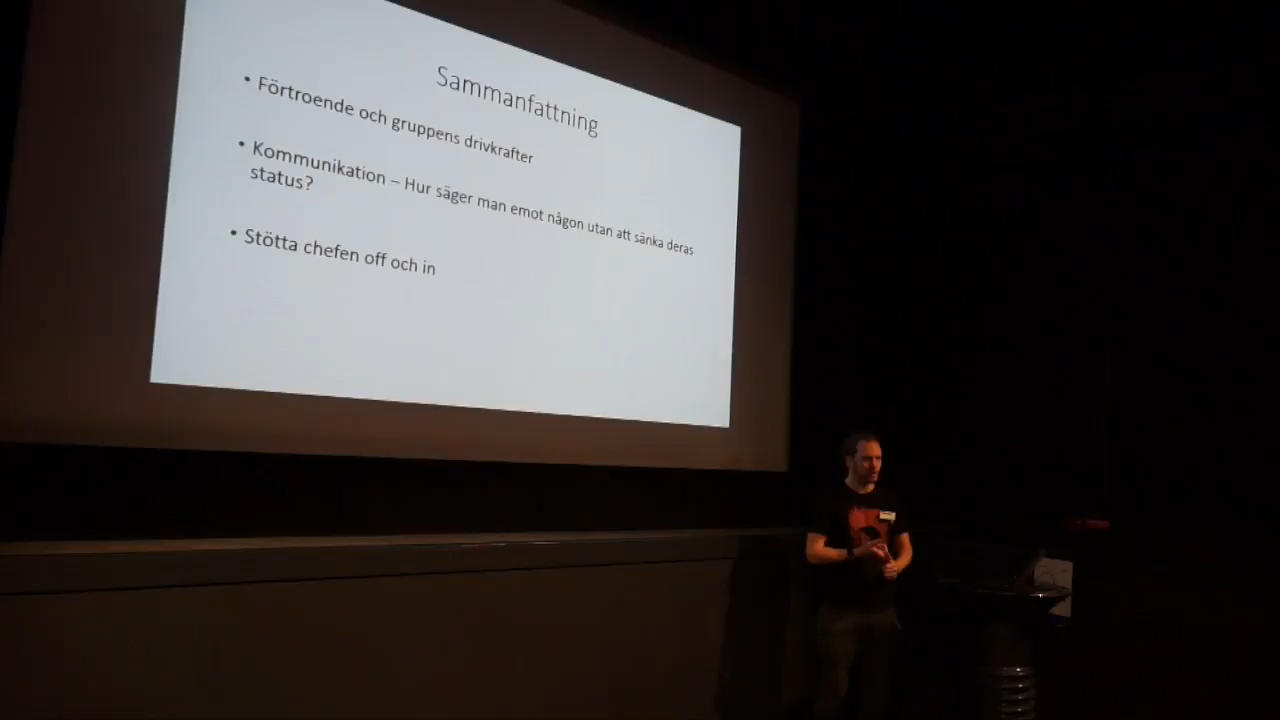 Sammanfattning
• Förtroende och gruppens drivkrafter
• Kommunikation – Hur säger man emot någon utan att sänka deras
status?
• Stötta chefen off och in